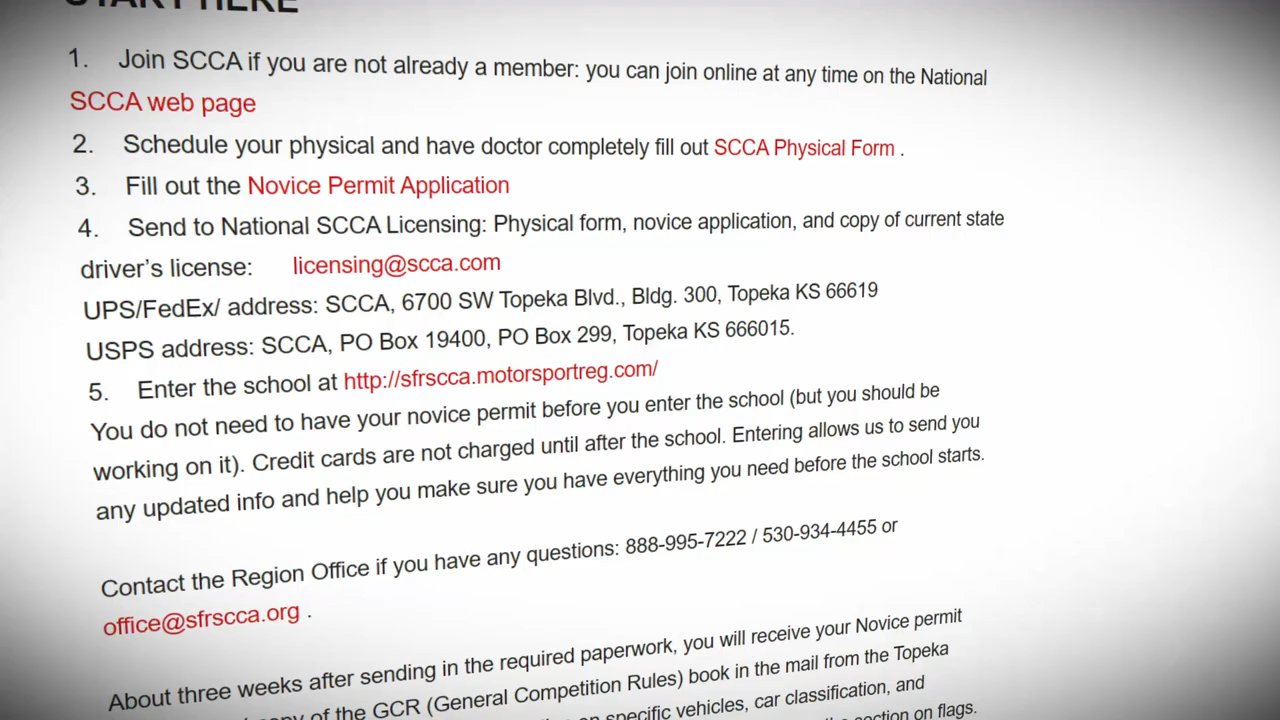 START HERE
1. Join SCCA if you are not already a member: you can join online at any time on the National
SCCA web page
2. Schedule your physical and have doctor completely fill out SCCA Physical Form .
3. Fill out the Novice Permit Application
4. Send to National SCCA Licensing: Physical form, novice application, and copy of current state
driver's license: licensing@scca.com
UPS/FedEx/ address: SCCA, 6700 SW Topeka Blvd., Bldg. 300, Topeka KS 66619
USPS address: SCCA, PO Box 19400, PO Box 299, Topeka KS 666015.
5. Enter the school at http://sfrscca.motorsportreg.com/
You do not need to have your novice permit before you enter the school (but you should be
working on it). Credit cards are not charged until after the school. Entering allows us to send you
any updated info and help you make sure you have everything you need before the school starts.
Contact the Region Office if you have any questions: 888-995-7222 / 530-934-4455 or
office@sfrscca.org .
About three weeks after sending in the required paperwork, you will receive your Novice permit
copy of the GCR (General Competition Rules) book in the mail from the Topeka
on specific vehicles, car classification, and
section on flags.